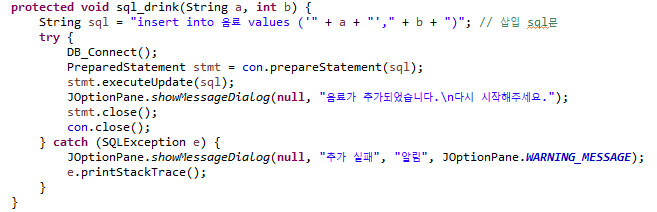 protected void sql_drink(String a, int b) {
    String sql = "insert into 음료 values ('" + a + "'," + b + ")"; // 삽입 sql문
    try {
        DB_Connect();
        PreparedStatement stmt = con.prepareStatement(sql);
        stmt.executeUpdate(sql);
        JOptionPane.showMessageDialog(null, "음료가 추가되었습니다.\n다시 시작해주세요.");
        stmt.close();
        con.close();
    } catch (SQLException e) {
        JOptionPane.showMessageDialog(null, "추가 실패", "알림", JOptionPane.WARNING_MESSAGE);
        e.printStackTrace();
    }
}